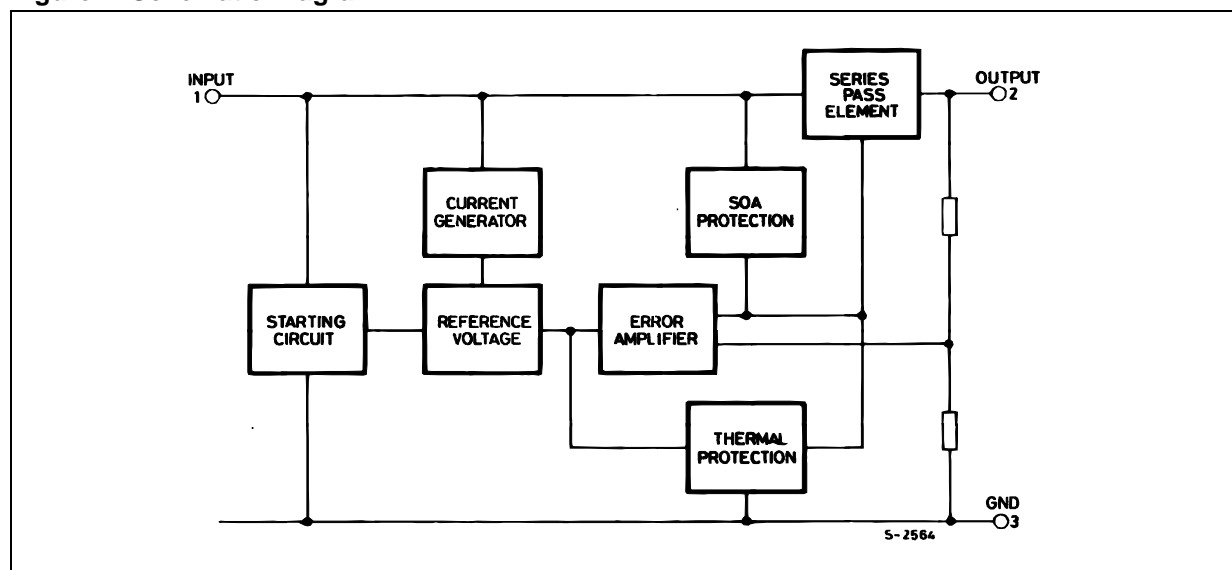 INPUT
1
SERIES
PASS
ELEMENT
OUTPUT
2
CURRENT
GENERATOR
SOA
PROTECTION
STARTING
CIRCUIT
REFERENCE
VOLTAGE
ERROR
AMPLIFIER
THERMAL
PROTECTION
GND
3
S-2564